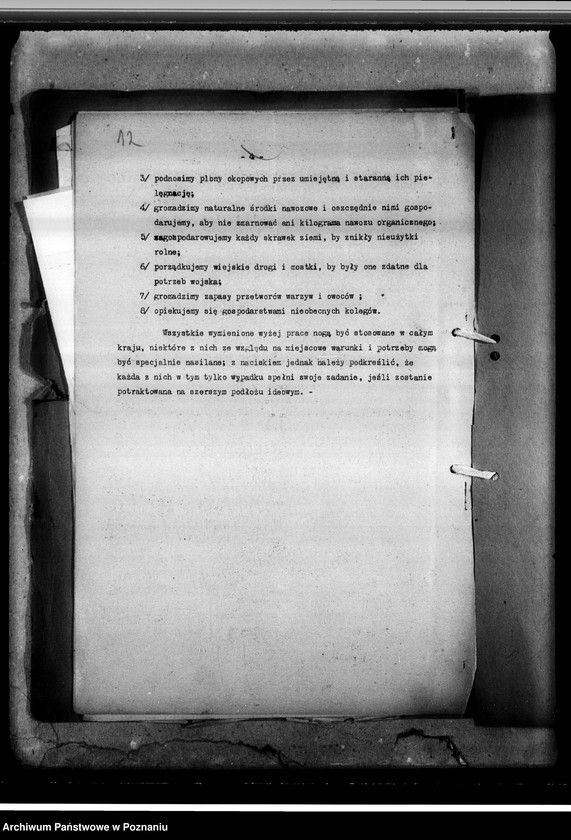 12
3/ podnosimy plony okopowych przez umiejętną i staranną ich pie-
lęgnację;
4/ gromadzimy naturalne środki nawozowe i oszczędnie nimi gospo-
darujemy, aby nie zmarnować ani kilograma nawozu organicznego;
5/ zagospodarowujemy każdy skrawek ziemi, by znikły nieużytki
rolne;
6/ porządkujemy wiejskie drogi i mostki, by były one zdatne dla
potrzeb wojska;
7/ gromadzimy zapasy przetworów warzyw i owoców ;
8/ opiekujemy się gospodarstwami nieobecnych kolegów.
Wszystkie wymienione wyżej prace mogą być stosowane w całym
kraju, niektóre z nich ze względu na miejscowe warunki i potrzeby mogą
być specjalnie nasilane; z naciskiem jednak należy podkreślić, że
każda z nich w tym tylko wypadku spełni swoje zadanie, jeśli zostanie
potraktowana na szerszym podłożu ideowym. -
Archiwum Państwowe w Poznaniu